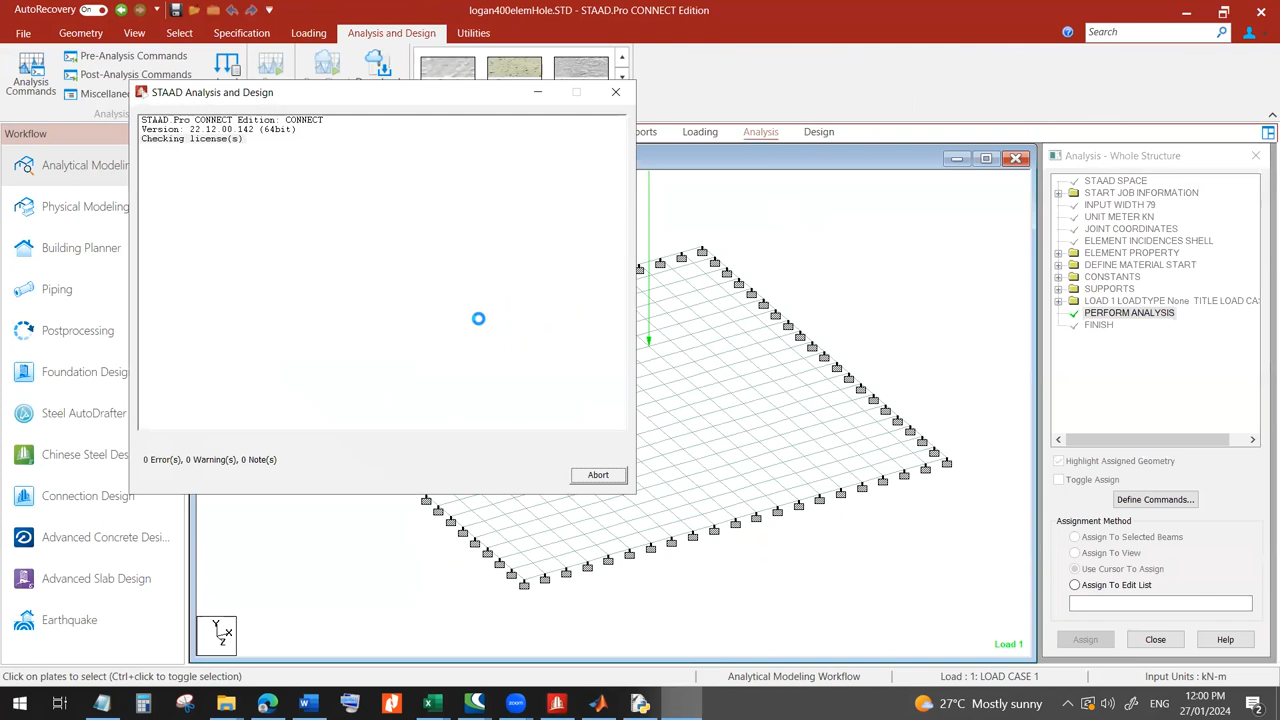 AutoRecovery On
logan400elemHole.STD - STAAD.Pro CONNECT Edition
File Geometry View Select Specification Loading Analysis and Design Utilities
Search
Analysis Commands
Pre-Analysis Commands
Post-Analysis Commands
Miscellane
Analysis
Workflow
Analytical Modelin
Physical Modeling
Building Planner
Piping
Postprocessing
Foundation Desig
Steel AutoDrafter
Chinese Steel Des
Connection Design
Advanced Concrete Desi...
Advanced Slab Design
Earthquake
STAAD Analysis and Design
STAAD.Pro CONNECT Edition: CONNECT
Version: 22.12.00.142 (64bit)
Checking license(s)
0 Error(s), 0 Warning(s), 0 Note(s)
Abort
ports Loading Analysis Design
Y
X
Z
Load 1
Analysis - Whole Structure
STAAD SPACE
START JOB INFORMATION
INPUT WIDTH 79
UNIT METER KN
JOINT COORDINATES
ELEMENT INCIDENCES SHELL
ELEMENT PROPERTY
DEFINE MATERIAL START
CONSTANTS
SUPPORTS
LOAD 1 LOADTYPE None TITLE LOAD CA
PERFORM ANALYSIS
FINISH
Highlight Assigned Geometry
Toggle Assign
Define Commands...
Assignment Method
Assign To Selected Beams
Assign To View
Use Cursor To Assign
Assign To Edit List
Assign Close Help
Click on plates to select (Ctrl+click to toggle selection)
Analytical Modeling Workflow
Load : 1: LOAD CASE 1
Input Units : kN-m
zoom
27°C Mostly sunny
ENG
12:00 PM
27/01/2024
2